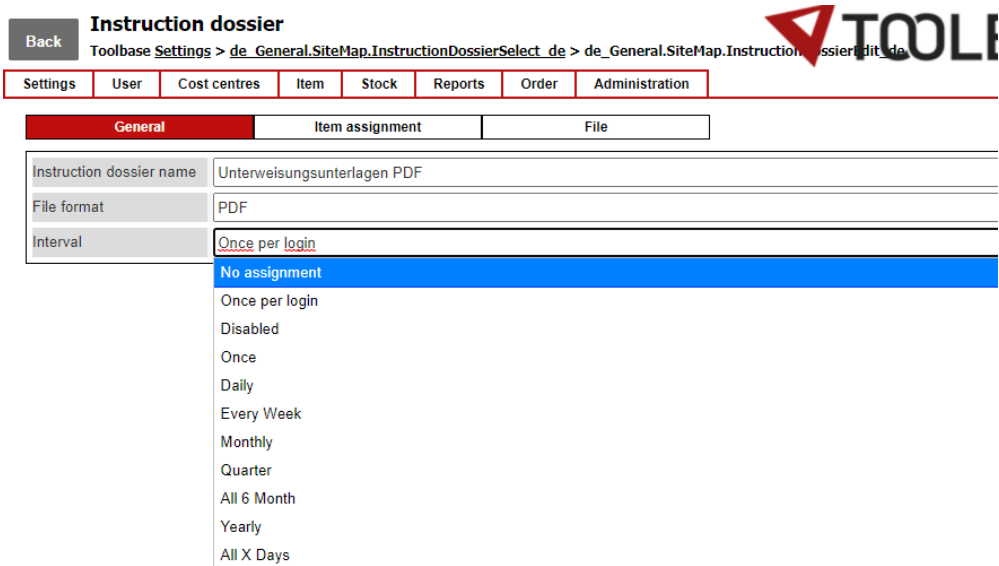 Back
Instruction dossier
Toolbase Settings > de_General.SiteMap.InstructionDossierSelect_de > de_General.SiteMap.InstructionDossierEdit_de
TOOLE
Settings User Cost centres Item Stock Reports Order Administration
General Item assignment File
Instruction dossier name Unterweisungsunterlagen PDF
File format PDF
Interval Once per login
No assignment
Once per login
Disabled
Once
Daily
Every Week
Monthly
Quarter
All 6 Month
Yearly
All X Days